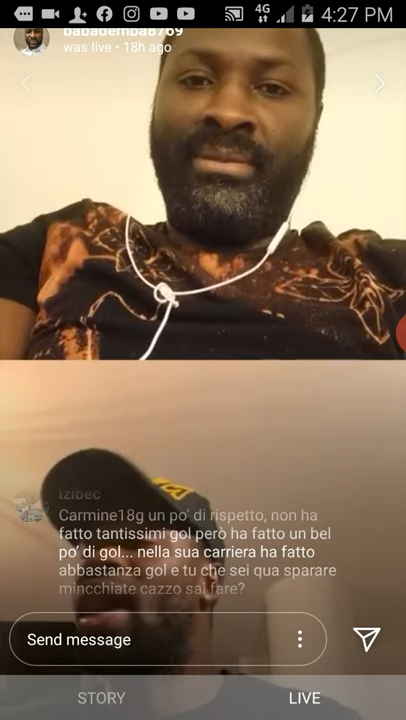 4G 4:27 PM
babademba8769
was live • 18h ago
izibec
Carmine18g un po' di rispetto, non ha
fatto tantissimi gol però ha fatto un bel
po' di gol... nella sua carriera ha fatto
abbastanza gol e tu che sei qua sparare
mincchiate cazzo sai fare?
Send message
STORY
LIVE